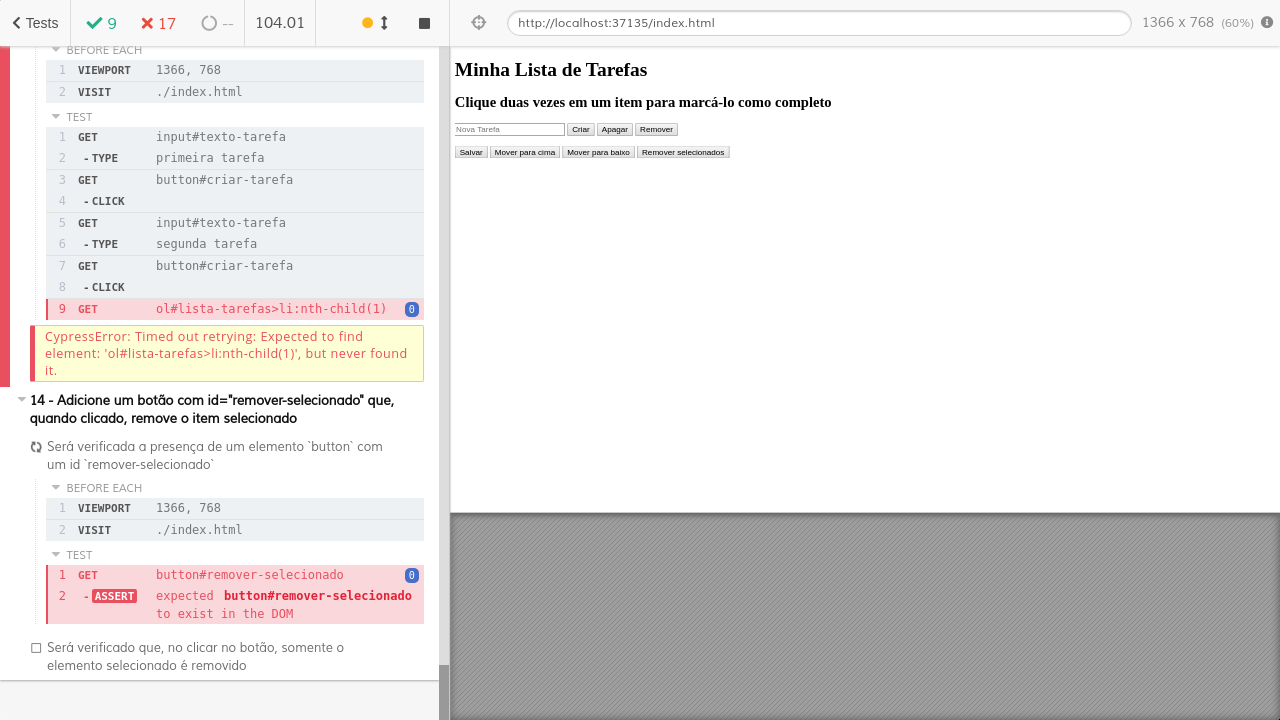 Tests 9 17 -- 104.01
http://localhost:37135/index.html 1366 x 768 (60%)
BEFORE EACH
1 VIEWPORT 1366, 768
2 VISIT ./index.html
TEST
1 GET input#texto-tarefa
2 -TYPE primeira tarefa
3 GET button#criar-tarefa
4 -CLICK
5 GET input#texto-tarefa
6 -TYPE segunda tarefa
7 GET button#criar-tarefa
8 -CLICK
9 GET ol#lista-tarefas>li:nth-child(1) 0
CypressError: Timed out retrying: Expected to find
element: 'ol#lista-tarefas>li:nth-child(1)', but never found
it.
14 - Adicione um botão com id="remover-selecionado" que,
quando clicado, remove o item selecionado
Será verificada a presença de um elemento `button` com
um id `remover-selecionado`
BEFORE EACH
1 VIEWPORT 1366, 768
2 VISIT ./index.html
TEST
1 GET button#remover-selecionado 0
2 -ASSERT expected button#remover-selecionado
to exist in the DOM
Será verificado que, no clicar no botão, somente o
elemento selecionado é removido
Minha Lista de Tarefas
Clique duas vezes em um item para marcá-lo como completo
Nova Tarefa Criar Apagar Remover
Salvar Mover para cima Mover para baixo Remover selecionados